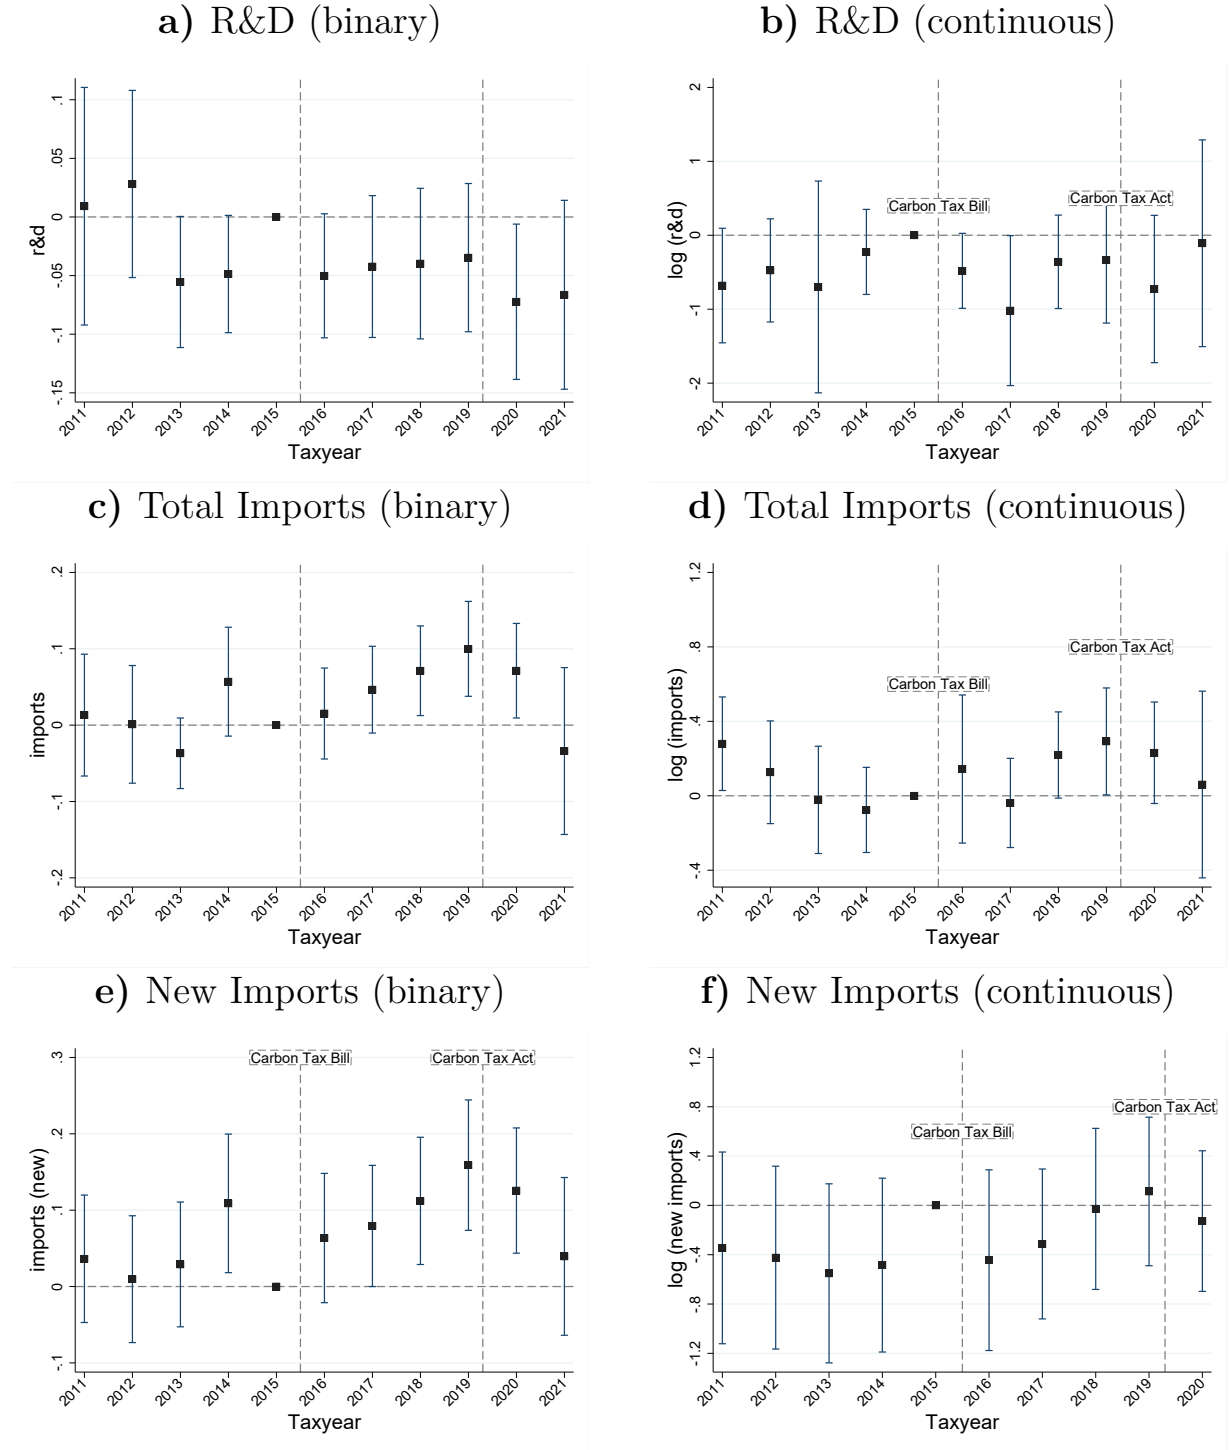 a) R&D (binary)
r&d
.1
.05
0
-.05
-.1
-.15
2011 2012 2013 2014 2015 2016 2017 2018 2019 2020 2021
Taxyear
b) R&D (continuous)
log (r&d)
2
1
0
-1
-2
Carbon Tax Bill
Carbon Tax Act
2011 2012 2013 2014 2015 2016 2017 2018 2019 2020 2021
Taxyear
c) Total Imports (binary)
imports
.2
.1
0
-.1
-.2
2011 2012 2013 2014 2015 2016 2017 2018 2019 2020 2021
Taxyear
d) Total Imports (continuous)
log (imports)
1.2
.8
.4
0
-.4
Carbon Tax Act
Carbon Tax Bill
2011 2012 2013 2014 2015 2016 2017 2018 2019 2020 2021
Taxyear
e) New Imports (binary)
imports (new)
.3
.2
.1
0
-.1
Carbon Tax Bill
Carbon Tax Act
2011 2012 2013 2014 2015 2016 2017 2018 2019 2020 2021
Taxyear
f) New Imports (continuous)
log (new imports)
1.2
.8
.4
0
-.4
-.8
-1.2
Carbon Tax Act
Carbon Tax Bill
2011 2012 2013 2014 2015 2016 2017 2018 2019 2020
Taxyear